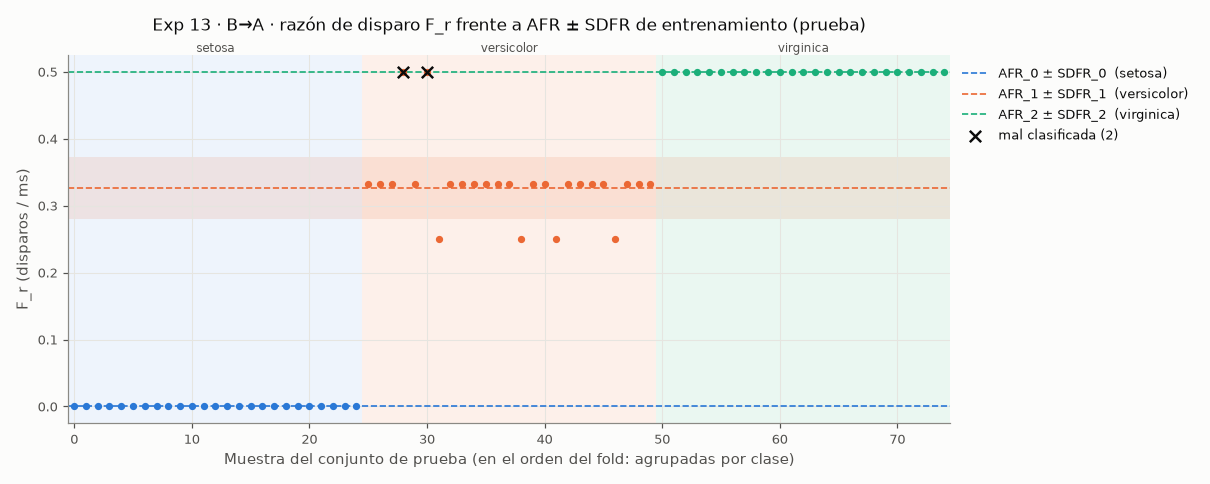 Exp 13 · B→A · razón de disparo F_r frente a AFR ± SDFR de entrenamiento (prueba)
setosa
versicolor
virginica
AFR_0 ± SDFR_0 (setosa)
AFR_1 ± SDFR_1 (versicolor)
AFR_2 ± SDFR_2 (virginica)
mal clasificada (2)
F_r (disparos / ms)
0.5
0.4
0.3
0.2
0.1
0.0
0
10
20
30
40
50
60
70
Muestra del conjunto de prueba (en el orden del fold: agrupadas por clase)